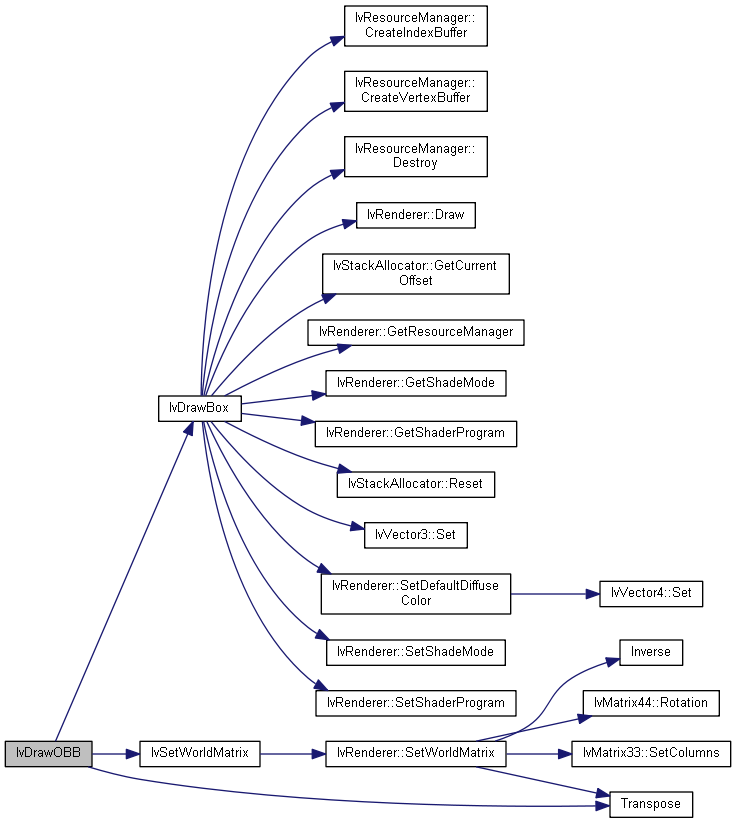 IvResourceManager::
CreateIndexBuffer
IvResourceManager::
CreateVertexBuffer
IvResourceManager::
Destroy
IvRenderer::Draw
IvStackAllocator::GetCurrent
Offset
IvRenderer::GetResourceManager
IvRenderer::GetShadeMode
IvDrawBox
IvRenderer::GetShaderProgram
IvStackAllocator::Reset
IvVector3::Set
IvRenderer::SetDefaultDiffuse
Color
IvVector4::Set
IvRenderer::SetShadeMode
Inverse
IvRenderer::SetShaderProgram
IvMatrix44::Rotation
IvDrawOBB
IvSetWorldMatrix
IvRenderer::SetWorldMatrix
IvMatrix33::SetColumns
Transpose